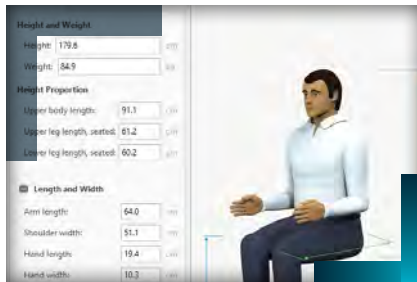 Height and Weight
Height: 179.6 cm
Weight: 84.9
Height Proportion
Upper body length: 91.1 cm
Upper leg length, seated: 61.2 cm
Lower leg length, seated: 60.2 cm
Length and Width
Arm length: 64.0 cm
Shoulder width: 51.1 cm
Hand length: 19.4 cm
Hand width: 10.3 cm